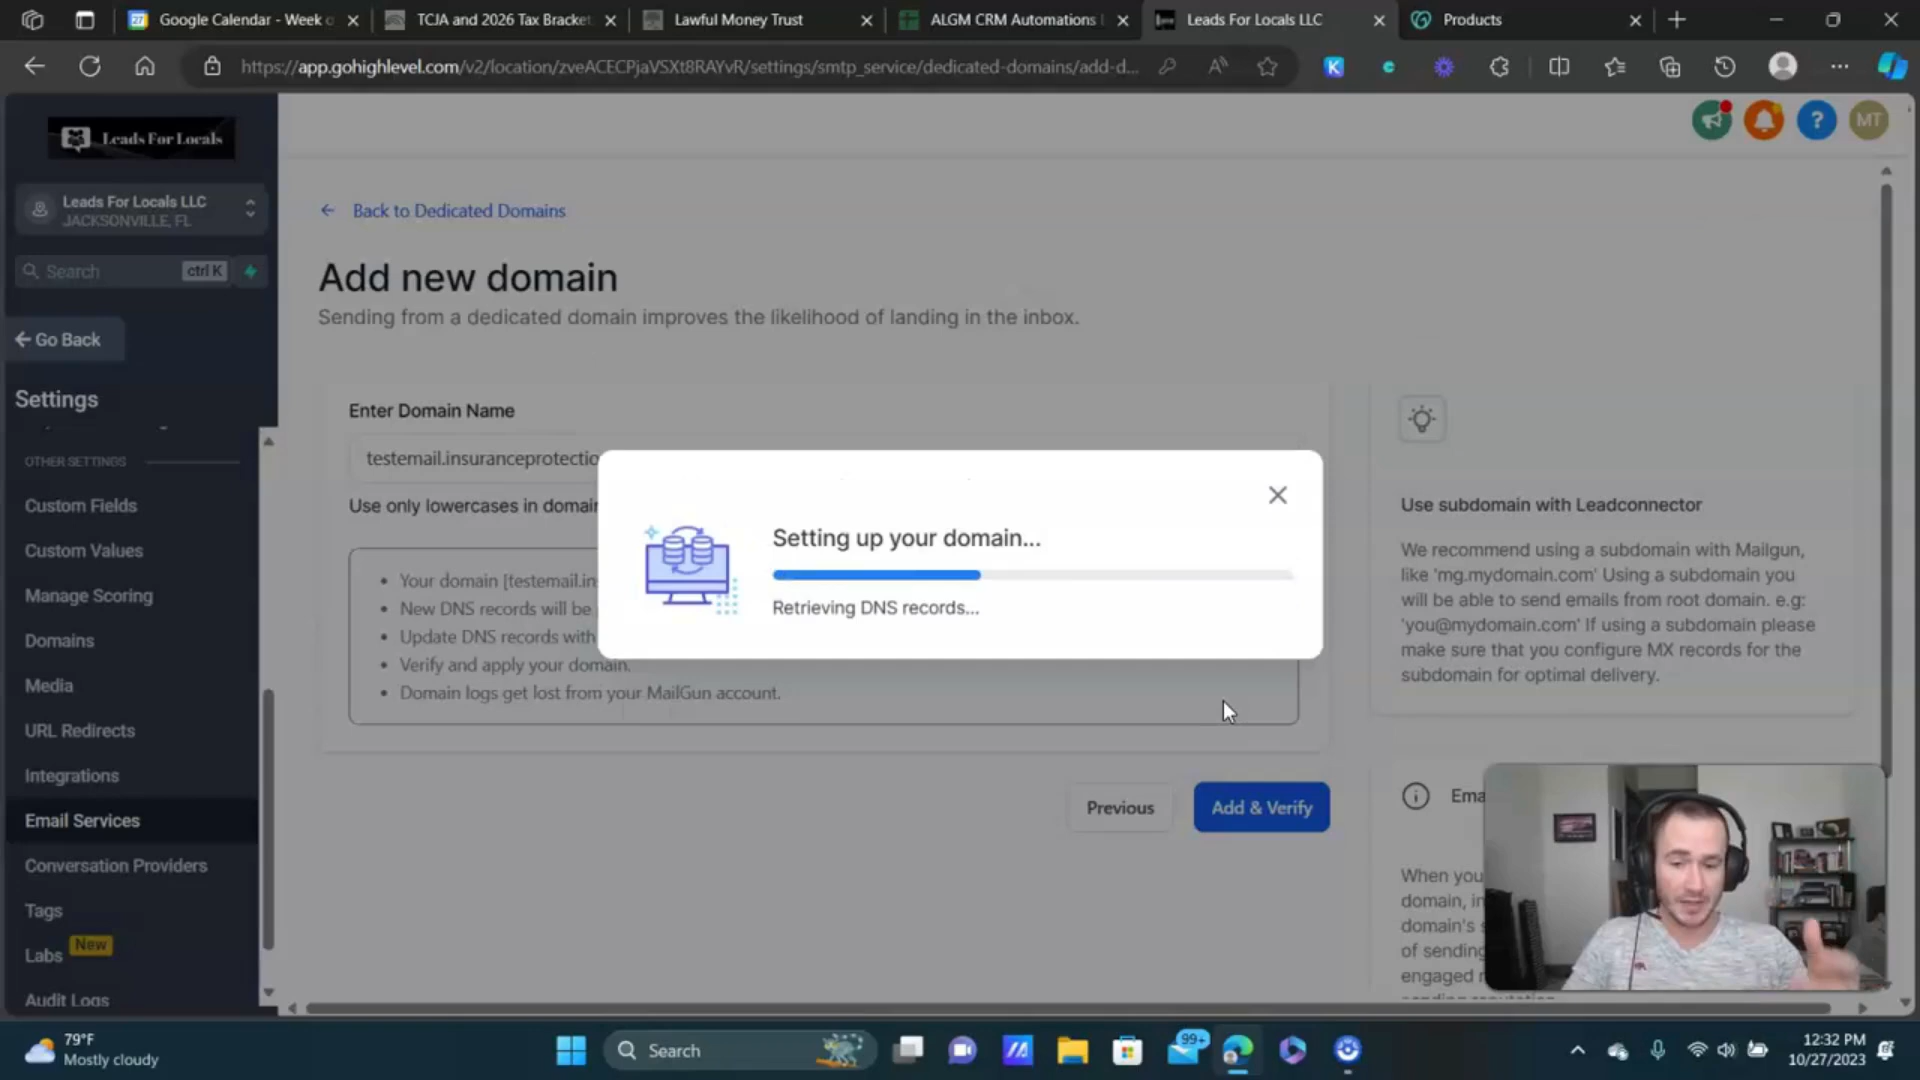 Google Calendar - Week o
TCJA and 2026 Tax Bracket
Lawful Money Trust
ALGM CRM Automations
Leads For Locals LLC
Products
https://app.gohighlevel.com/v2/location/zveACECPjaVSXt8RAYvR/settings/smtp_service/dedicated-domains/add-d...
Leads For Locals
Leads For Locals LLC
JACKSONVILLE, FL
Search ctrl K
Go Back
Settings
OTHER SETTINGS
Custom Fields
Custom Values
Manage Scoring
Domains
Media
URL Redirects
Integrations
Email Services
Conversation Providers
Tags
Labs New
Audit Logs
MT
Back to Dedicated Domains
Add new domain
Sending from a dedicated domain improves the likelihood of landing in the inbox.
Enter Domain Name
testemail.insuranceprotectio
Use only lowercases in domai
Your domain [testemail.in
New DNS records will be
Update DNS records with
Verify and apply your domain.
Domain logs get lost from your MailGun account.
Setting up your domain...
Retrieving DNS records...
Previous
Add & Verify
Use subdomain with Leadconnector
We recommend using a subdomain with Mailgun,
like 'mg.mydomain.com' Using a subdomain you
will be able to send emails from root domain. e.g:
'you@mydomain.com' If using a subdomain please
make sure that you configure MX records for the
subdomain for optimal delivery.
Ema
When you
domain, in
domain's s
of sending
engaged r
79°F
Mostly cloudy
Search
99+
12:32 PM
10/27/2023